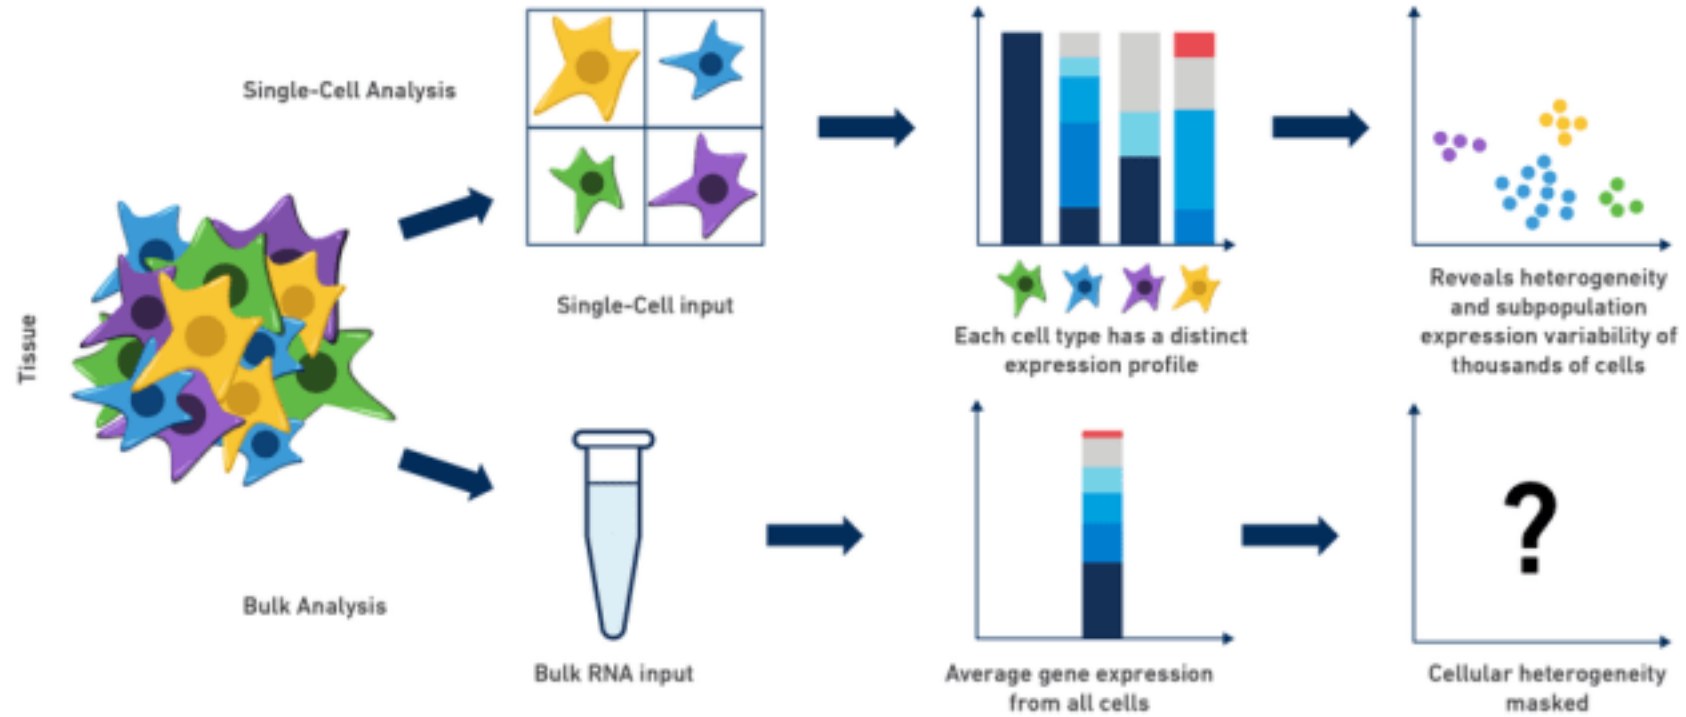 Single-Cell Analysis
Single-Cell input
Each cell type has a distinct
expression profile
Reveals heterogeneity
and subpopulation
expression variability of
thousands of cells
Tissue
Bulk Analysis
Bulk RNA input
Average gene expression
from all cells
?
Cellular heterogeneity
masked